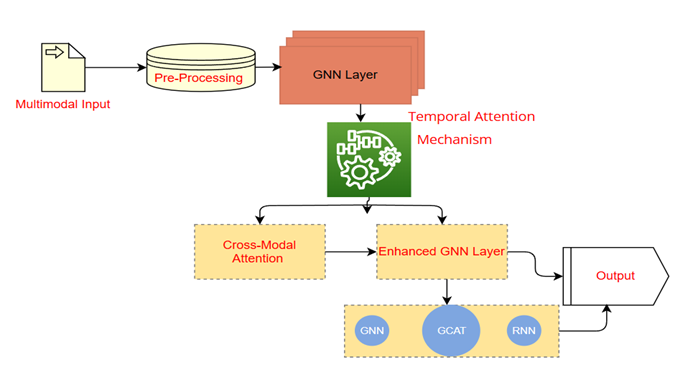 GNN Layer
Pre-Processing
Multimodal Input
Temporal Attention
Mechanism
Cross-Modal
Attention
Enhanced GNN Layer
Output
GNN
GCAT
RNN